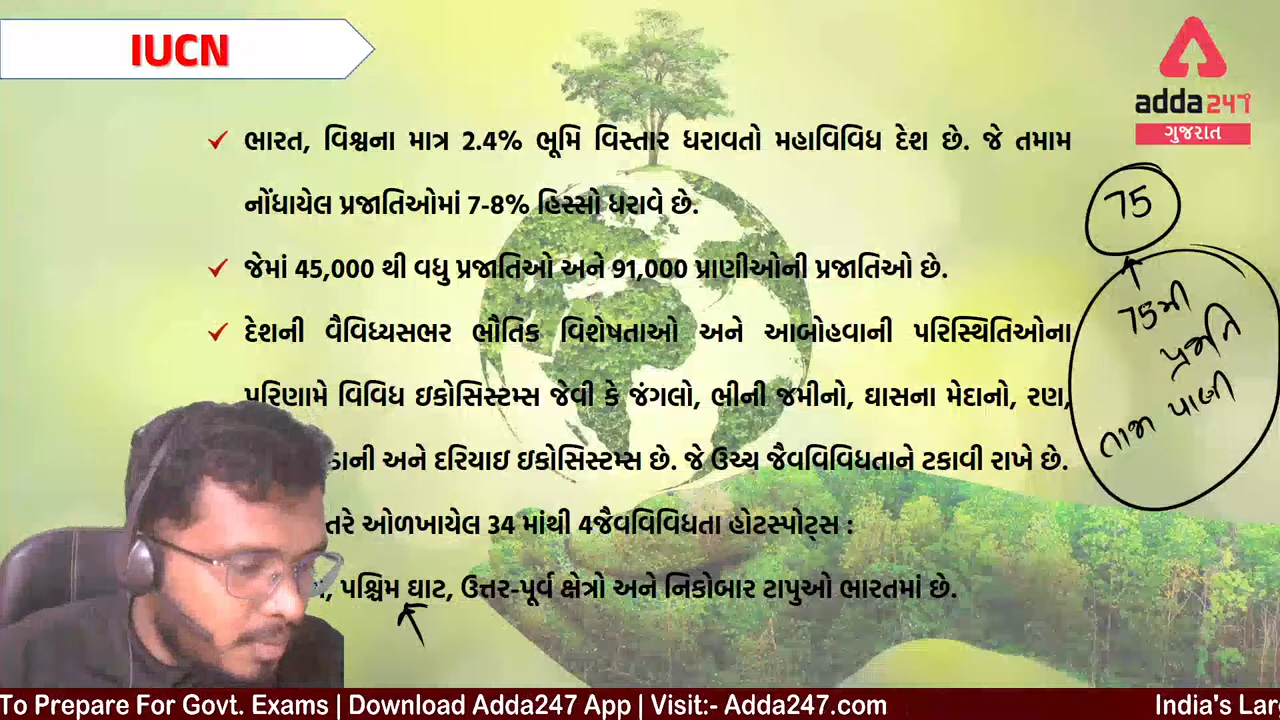 IUCN
adda247
ગુજરાત
ભારત, વિશ્વના માત્ર 2.4% ભૂમિ વિસ્તાર ધરાવતો મહાવિવિધ દેશ છે. જે તમામ
નોંધાયેલ પ્રજાતિઓમાં 7-8% હિસ્સો ધરાવે છે.
જેમાં 45,000 થી વધુ પ્રજાતિઓ અને 91,000 પ્રાણીઓની પ્રજાતિઓ છે.
દેશની વૈવિધ્યસભર ભૌતિક વિશેષતાઓ અને આબોહવાની પરિસ્થિતિઓના
પરિણામે વિવિધ ઇકોસિસ્ટમ્સ જેવી કે જંગલો, ભીની જમીનો, ઘાસના મેદાનો, રણ,
અને દરિયાઇ ઇકોસિસ્ટમ્સ છે. જે ઉચ્ચ જૈવવિવિધતાને ટકાવી રાખે છે.
ઓળખાયેલ 34 માંથી 4જૈવવિવિધતા હોટસ્પોટ્સ :
પશ્ચિમ ઘાટ, ઉત્તર-પૂર્વ ક્ષેત્રો અને નિકોબાર ટાપુઓ ભારતમાં છે.
75
75મી
પ્રજાતિ
તાજા પાણી
To Prepare For Govt. Exams | Download Adda247 App | Visit:- Adda247.com
India's